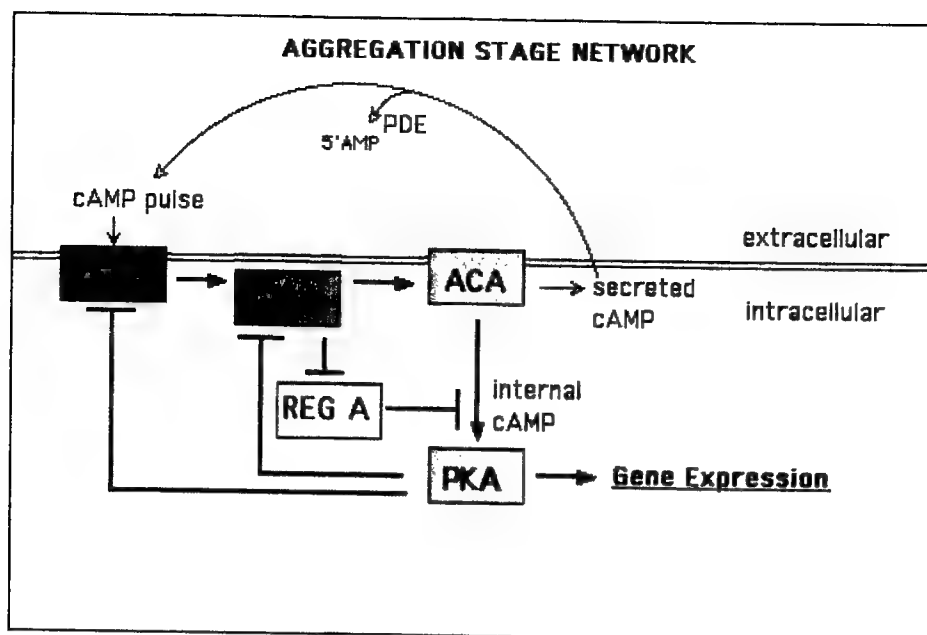 AGGREGATION STAGE NETWORK
PDE
5'AMP
cAMP pulse
extracellular
ACA
secreted
cAMP
intracellular
internal
cAMP
REG A
PKA
Gene Expression